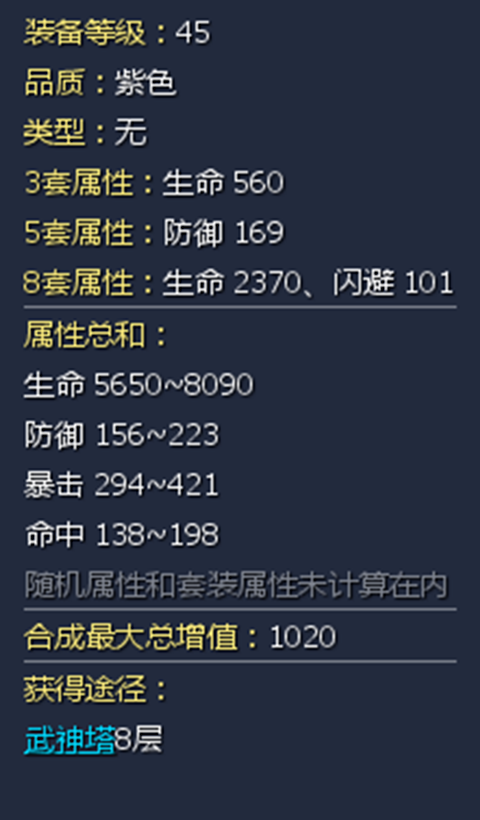 装备等级：45
品质：紫色
类型：无
3套属性：生命 560
5套属性：防御 169
8套属性：生命 2370、闪避 101
属性总和：
生命 5650~8090
防御 156~223
暴击 294~421
命中 138~198
随机属性和套装属性未计算在内
合成最大总增值：1020
获得途径：
武神塔8层